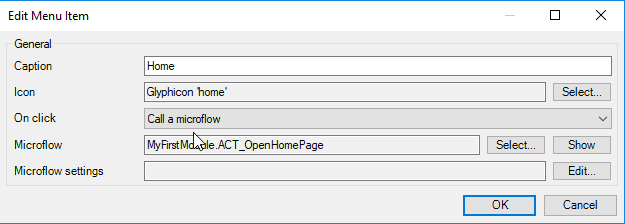 Edit Menu Item
General
Caption Home
Icon Glyphicon 'home' Select...
On click Call a microflow
Microflow MyFirstModule.ACT_OpenHomePage Select... Show
Microflow settings Edit...
OK Cancel